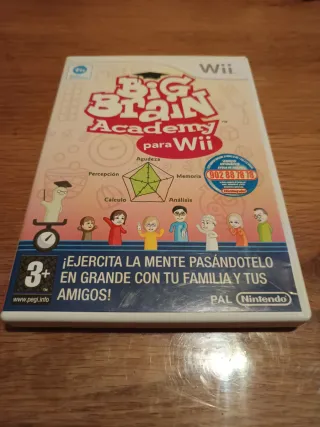 Wii
BiG
BRaiN
Academy
para Wii
Agudeza
Percepción
Memoria
Cálculo
Análisis
902 88 78 78
3+
www.pegi.info
¡EJERCITA LA MENTE PASÁNDOTELO
EN GRANDE CON TU FAMILIA Y TUS
AMIGOS!
PAL
Nintendo